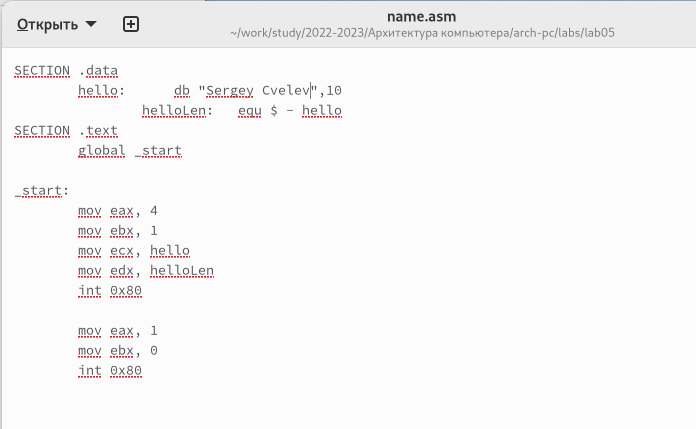 Открыть
name.asm
~/work/study/2022-2023/Архитектура компьютера/arch-pc/labs/lab05
SECTION .data
hello: db "Sergey Cvelev",10
helloLen: equ $ - hello
SECTION .text
global _start
_start:
mov eax, 4
mov ebx, 1
mov ecx, hello
mov edx, helloLen
int 0x80
mov eax, 1
mov ebx, 0
int 0x80